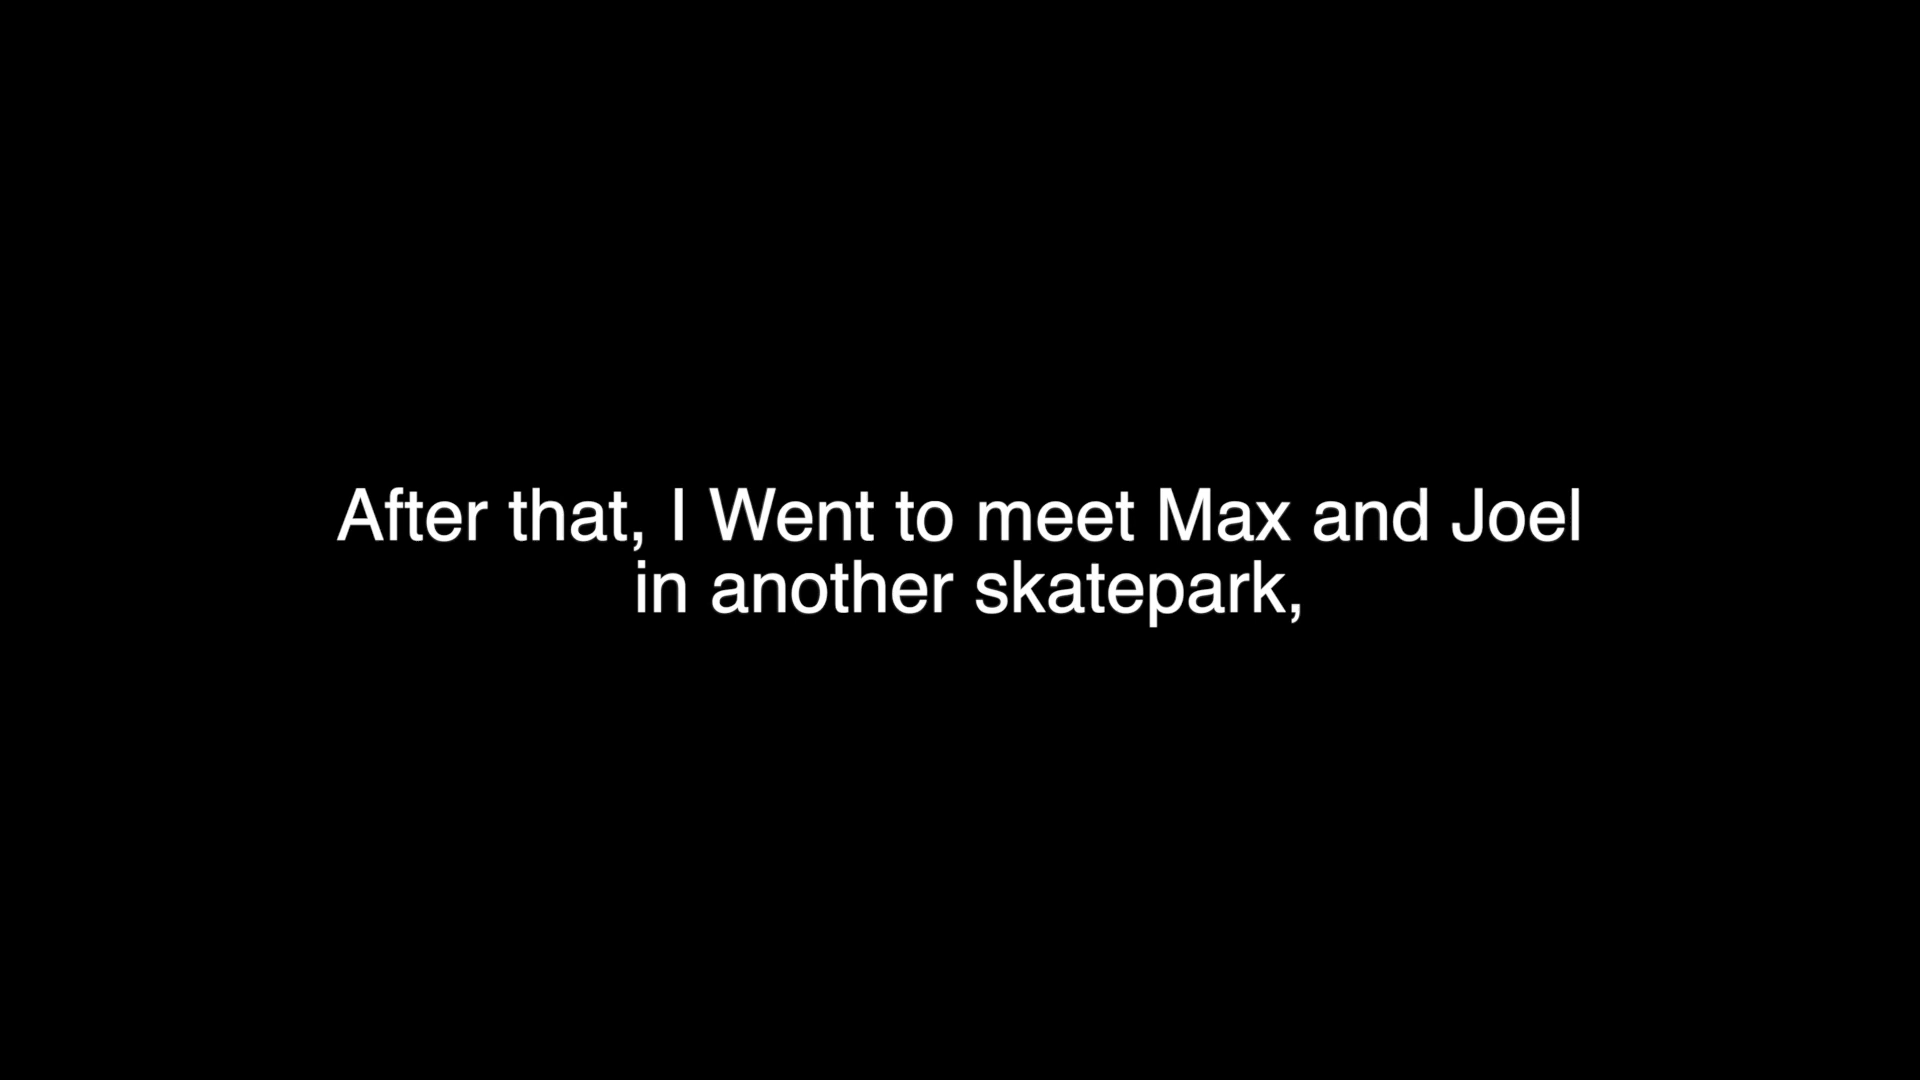 After that, I Went to meet Max and Joel
in another skatepark,